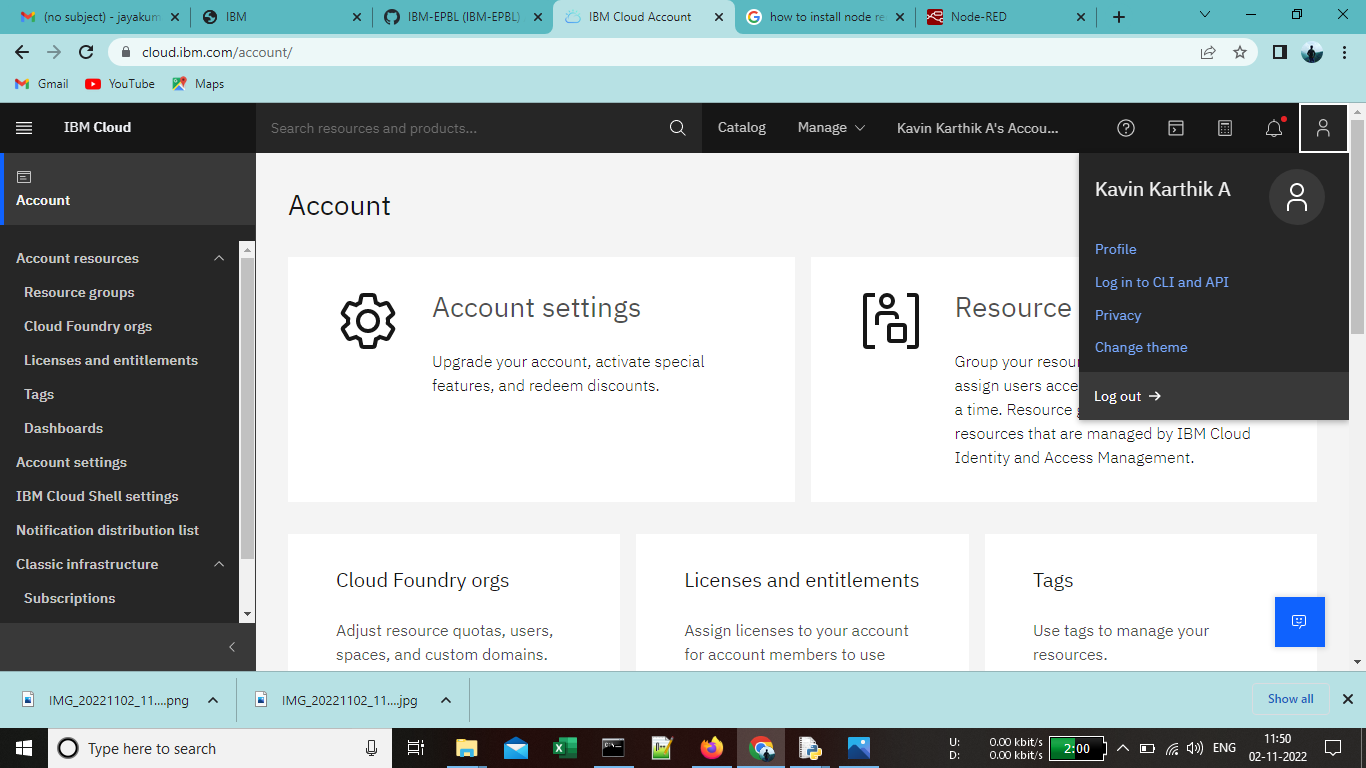 (no subject) - jayakum
IBM
IBM-EPBL (IBM-EPBL)
IBM Cloud Account
how to install node re
Node-RED
cloud.ibm.com/account/
Gmail
YouTube
Maps
IBM Cloud
Search resources and products...
Catalog
Manage
Kavin Karthik A's Accou...
Account
Account resources
Resource groups
Cloud Foundry orgs
Licenses and entitlements
Tags
Dashboards
Account settings
IBM Cloud Shell settings
Notification distribution list
Classic infrastructure
Subscriptions
Account
Account settings
Upgrade your account, activate special
features, and redeem discounts.
Resource
Group your resou
assign users acce
a time. Resource
resources that are managed by IBM Cloud
Identity and Access Management.
Kavin Karthik A
Profile
Log in to CLI and API
Privacy
Change theme
Log out
Cloud Foundry orgs
Adjust resource quotas, users,
spaces, and custom domains.
Licenses and entitlements
Assign licenses to your account
for account members to use
Tags
Use tags to manage your
resources.
IMG_20221102_11....png
IMG_20221102_11....jpg
Show all
Type here to search
U: 0.00 kbit/s
D: 0.00 kbit/s
2:00
ENG
11:50
02-11-2022